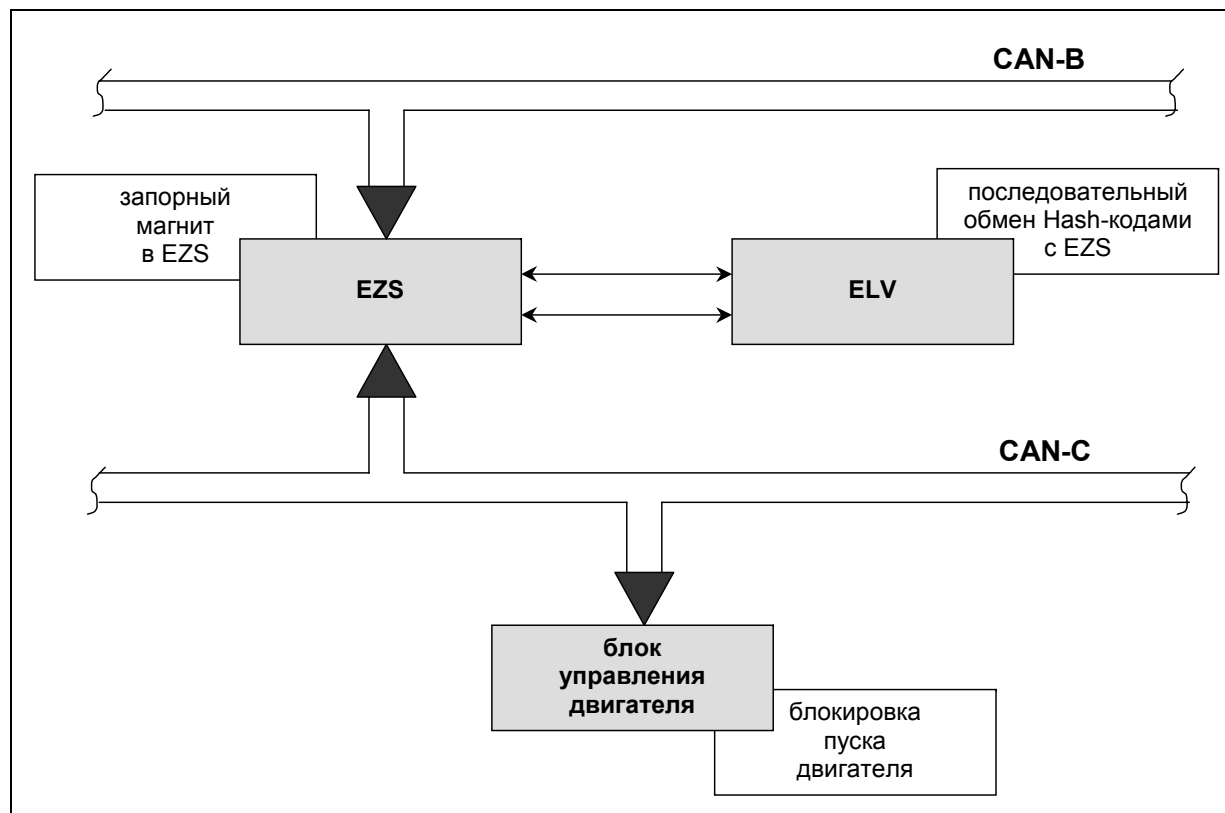 CAN-B
запорный
магнит
в EZS
последовательный
обмен Hash-кодами
с EZS
EZS
ELV
CAN-C
блок
управления
двигателя
блокировка
пуска
двигателя